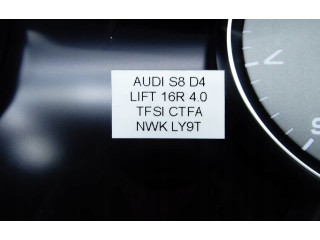 AUDI S8 D4
LIFT 16R 4.0
TFSI CTFA
NWK LY9T